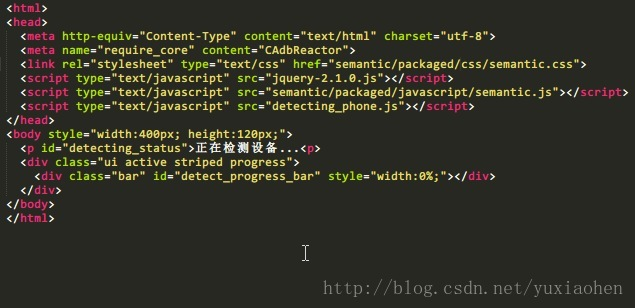 <html>
<head>
  <meta http-equiv="Content-Type" content="text/html" charset="utf-8">
  <meta name="require_core" content="CAdbReactor">
  <link rel="stylesheet" type="text/css" href="semantic/packaged/css/semantic.css">
  <script type="text/javascript" src="jquery-2.1.0.js"></script>
  <script type="text/javascript" src="semantic/packaged/javascript/semantic.js"></script>
  <script type="text/javascript" src="detecting_phone.js"></script>
</head>
<body style="width:400px; height:120px;">
  <p id="detecting_status">正在检测设备...<p>
  <div class="ui active striped progress">
    <div class="bar" id="detect_progress_bar" style="width:0%;"></div>
  </div>
</body>
</html>
http://blog.csdn.net/yuxiaohen